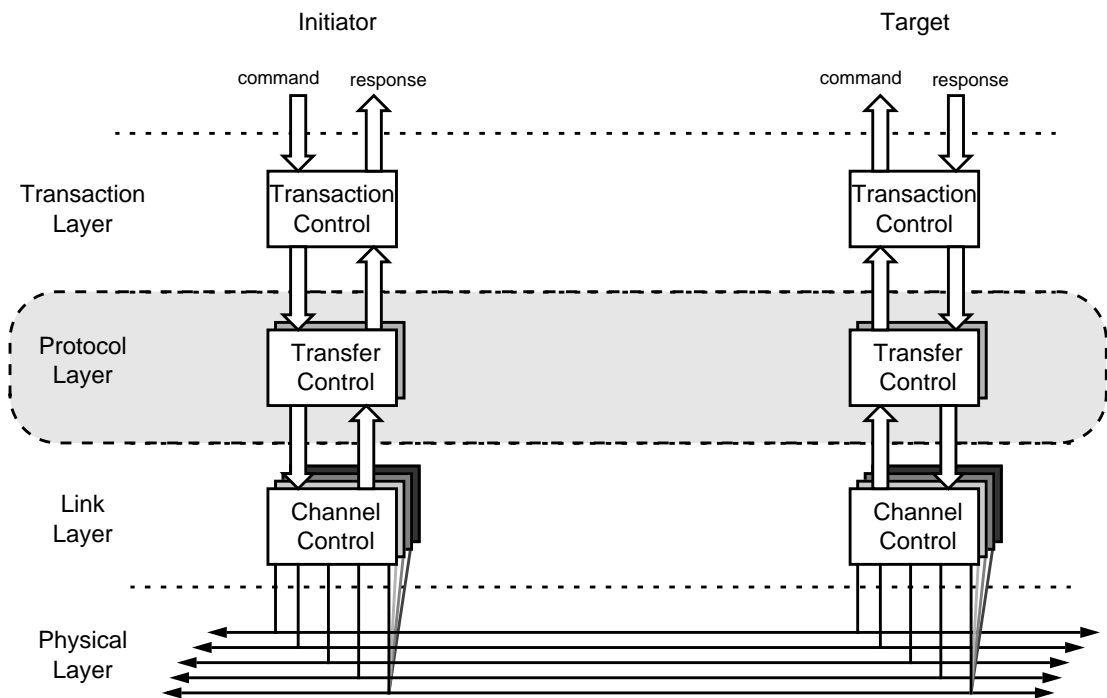 Initiator
Target
command
response
command
response
Transaction
Layer
Transaction
Control
Transaction
Control
Protocol
Layer
Transfer
Control
Transfer
Control
Link
Layer
Channel
Control
Channel
Control
Physical
Layer